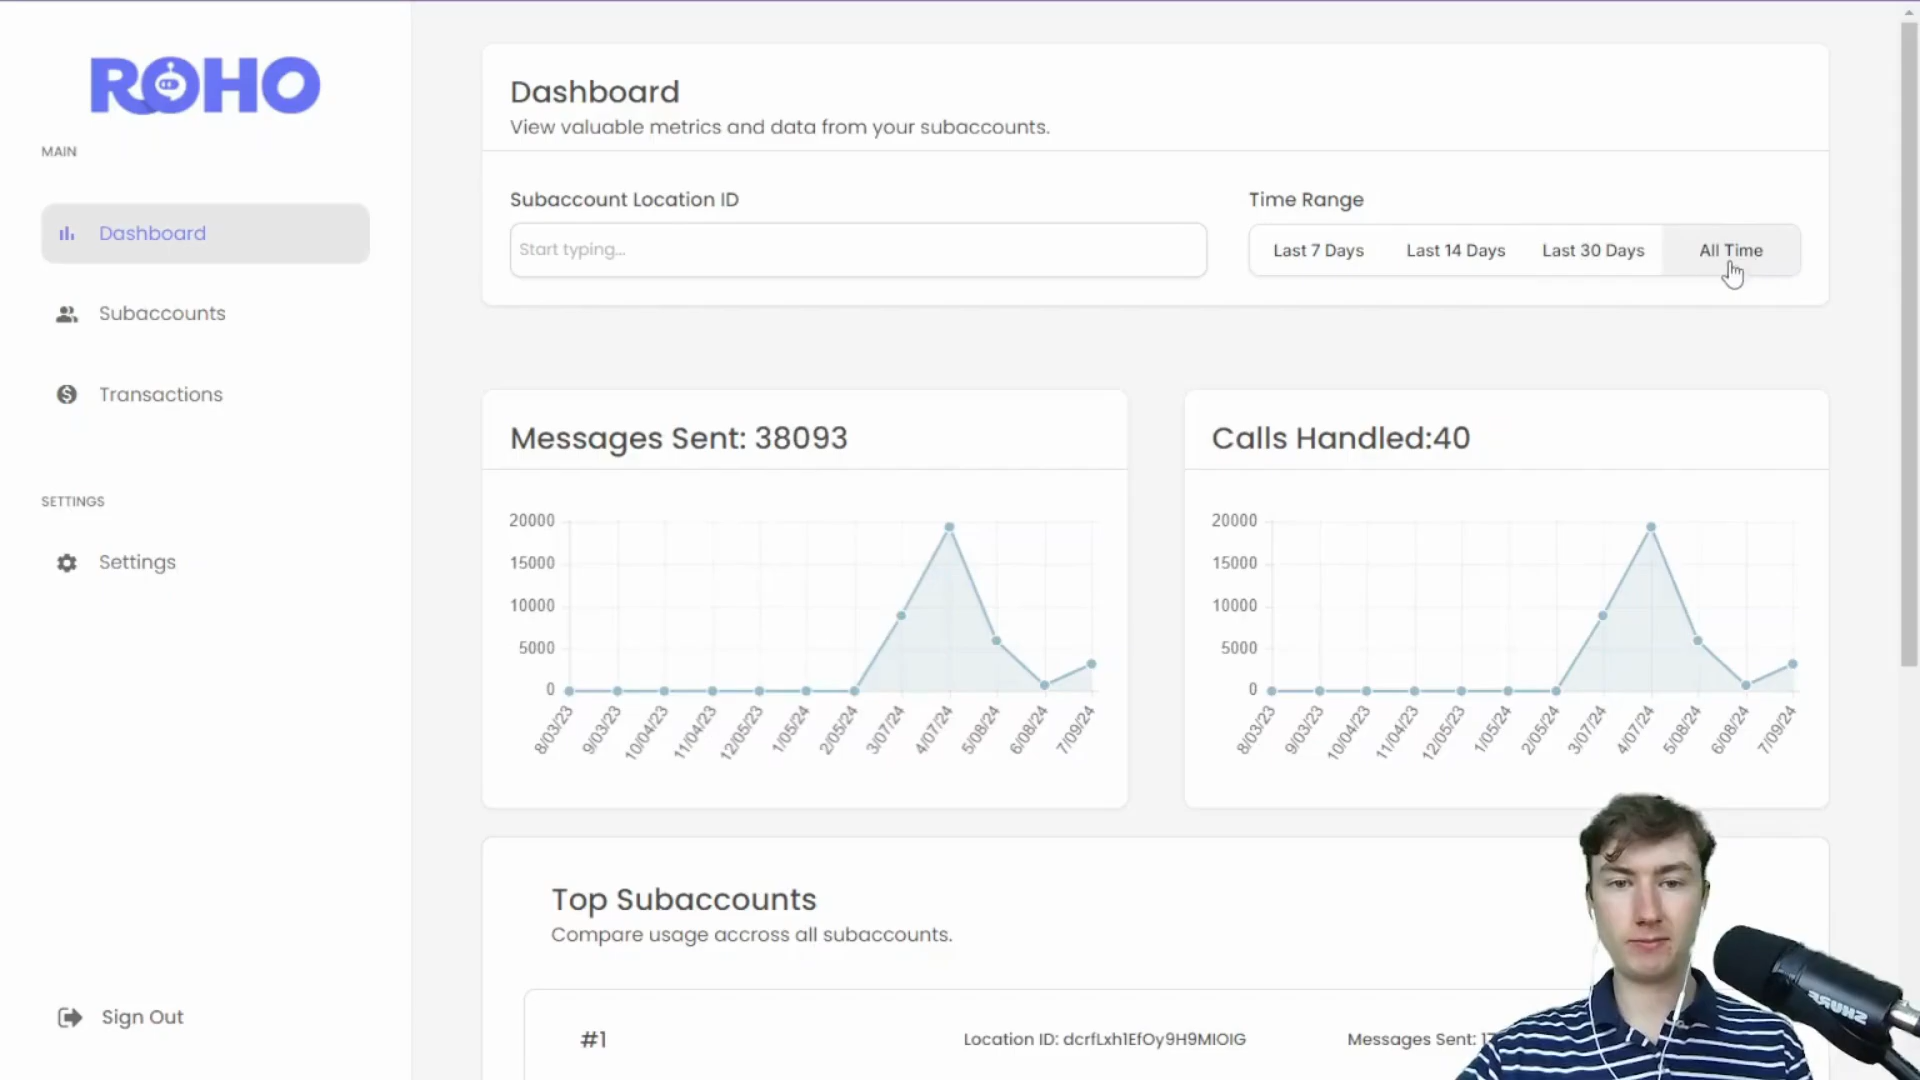 ROHO
MAIN
Dashboard
Subaccounts
Transactions
SETTINGS
Settings
Sign Out
Dashboard
View valuable metrics and data from your subaccounts.
Subaccount Location ID
Start typing...
Time Range
Last 7 Days Last 14 Days Last 30 Days All Time
Messages Sent: 38093
20000
15000
10000
5000
0
8/03/23 9/03/23 10/04/23 11/04/23 12/05/23 1/05/24 2/05/24 3/07/24 4/07/24 5/08/24 6/08/24 7/09/24
Calls Handled:40
20000
15000
10000
5000
0
8/03/23 9/03/23 10/04/23 11/04/23 12/05/23 1/05/24 2/05/24 3/07/24 4/07/24 5/08/24 6/08/24 7/09/24
Top Subaccounts
Compare usage accross all subaccounts.
#1 Location ID: dcrfLxh1EfOy9H9MIOIG Messages Sent:
SHURE